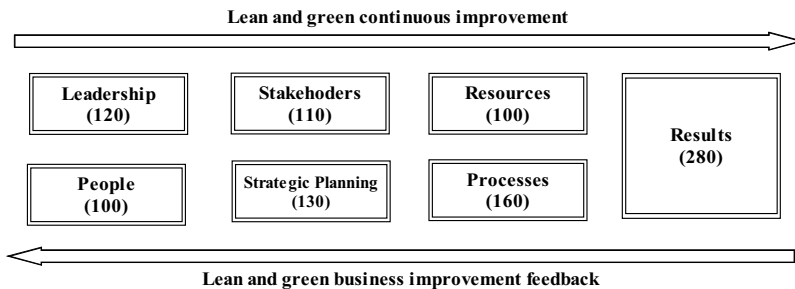 Lean and green continuous improvement
Leadership
(120)
Stakehoders
(110)
Resources
(100)
Results
(280)
People
(100)
Strategic Planning
(130)
Processes
(160)
Lean and green business improvement feedback